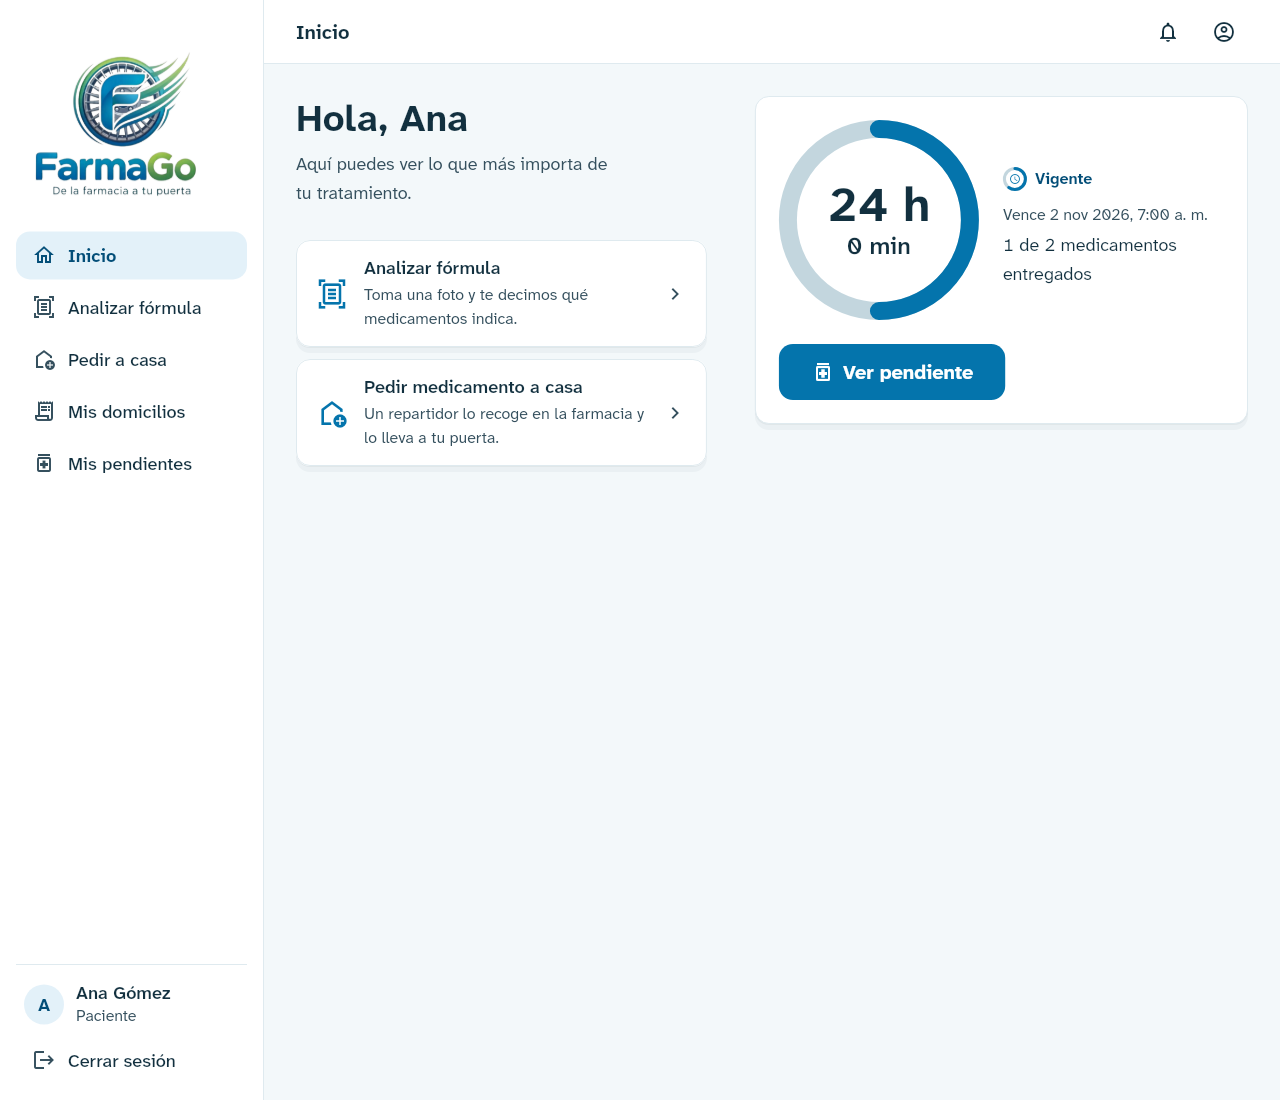 FarmaGo
De la farmacia a tu puerta
Inicio
Analizar fórmula
Pedir a casa
Mis domicilios
Mis pendientes
Ana Gómez
A
Paciente
Cerrar sesión
Inicio
Hola, Ana
Aquí puedes ver lo que más importa de
tu tratamiento.
Analizar fórmula
Toma una foto y te decimos qué
medicamentos indica.
Pedir medicamento a casa
Un repartidor lo recoge en la farmacia y
lo lleva a tu puerta.
24 h
0 min
Vigente
Vence 2 nov 2026, 7:00 a. m.
1 de 2 medicamentos
entregados
Ver pendiente